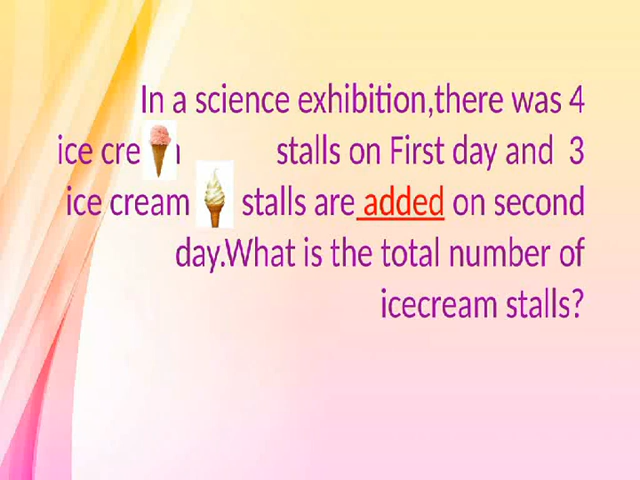 In a science exhibition,there was 4
ice cream stalls on First day and 3
ice cream stalls are added on second
day.What is the total number of
icecream stalls?